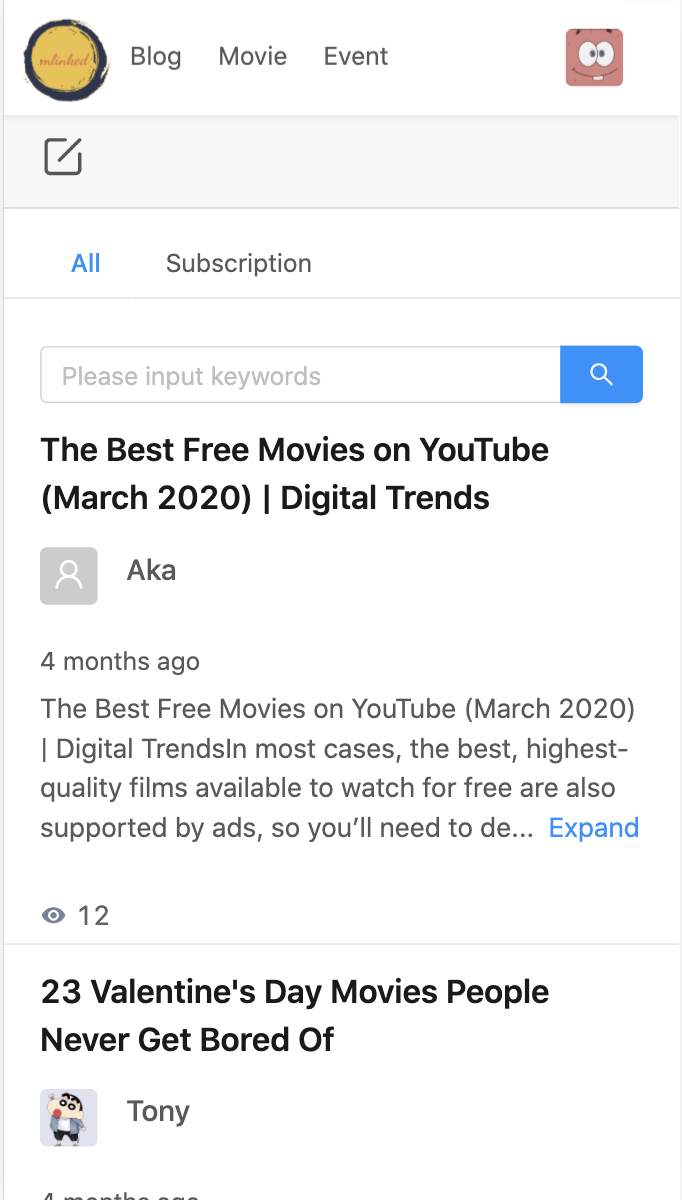 mlinked
Blog Movie Event
All Subscription
Please input keywords
The Best Free Movies on YouTube
(March 2020) | Digital Trends
Aka
4 months ago
The Best Free Movies on YouTube (March 2020)
| Digital TrendsIn most cases, the best, highest-
quality films available to watch for free are also
supported by ads, so you’ll need to de... Expand
12
23 Valentine's Day Movies People
Never Get Bored Of
Tony
4 months ago